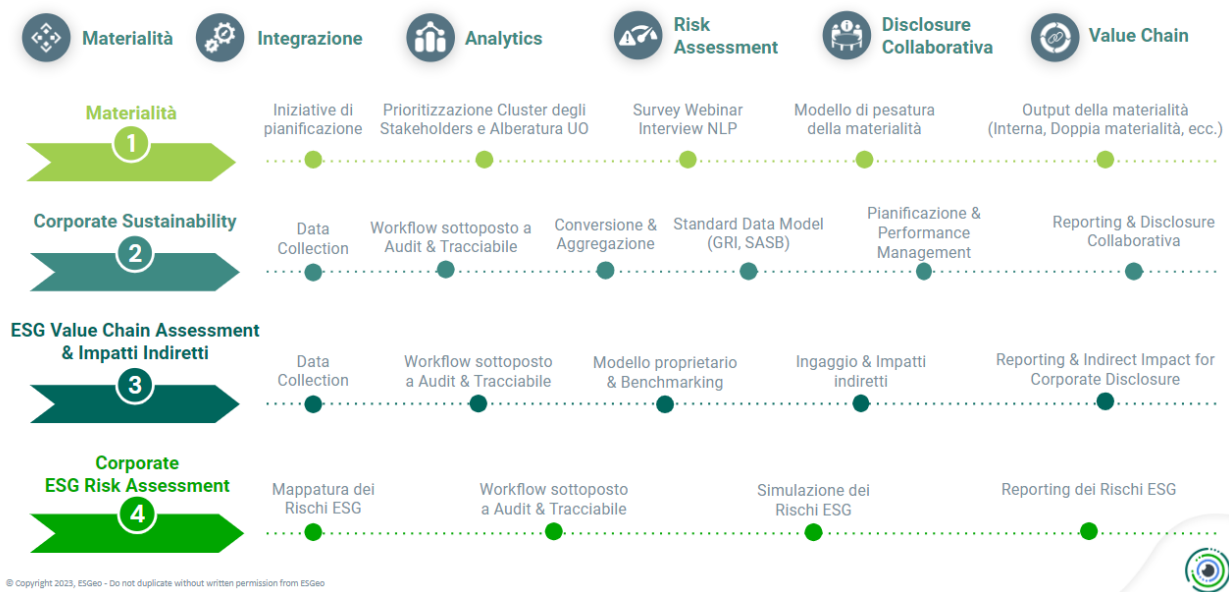 Materialità
Integrazione
Analytics
Risk
Assessment
Disclosure
Collaborativa
Value Chain
Materialità
1
Iniziative di
pianificazione
Prioritizzazione Cluster degli
Stakeholders e Alberatura UO
Survey Webinar
Interview NLP
Modello di pesatura
della materialità
Output della materialità
(Interna, Doppia materialità, ecc.)
Corporate Sustainability
2
Data
Collection
Workflow sottoposto a
Audit & Tracciabile
Conversione &
Aggregazione
Standard Data Model
(GRI, SASB)
Pianificazione &
Performance
Management
Reporting & Disclosure
Collaborativa
ESG Value Chain Assessment
& Impatti Indiretti
3
Data
Collection
Workflow sottoposto
a Audit & Tracciabile
Modello proprietario
& Benchmarking
Ingaggio & Impatti
indiretti
Reporting & Indirect Impact for
Corporate Disclosure
Corporate
ESG Risk Assessment
4
Mappatura dei
Rischi ESG
Workflow sottoposto
a Audit & Tracciabile
Simulazione dei
Rischi ESG
Reporting dei Rischi ESG
© Copyright 2023, ESGeo - Do not duplicate without written permission from ESGeo